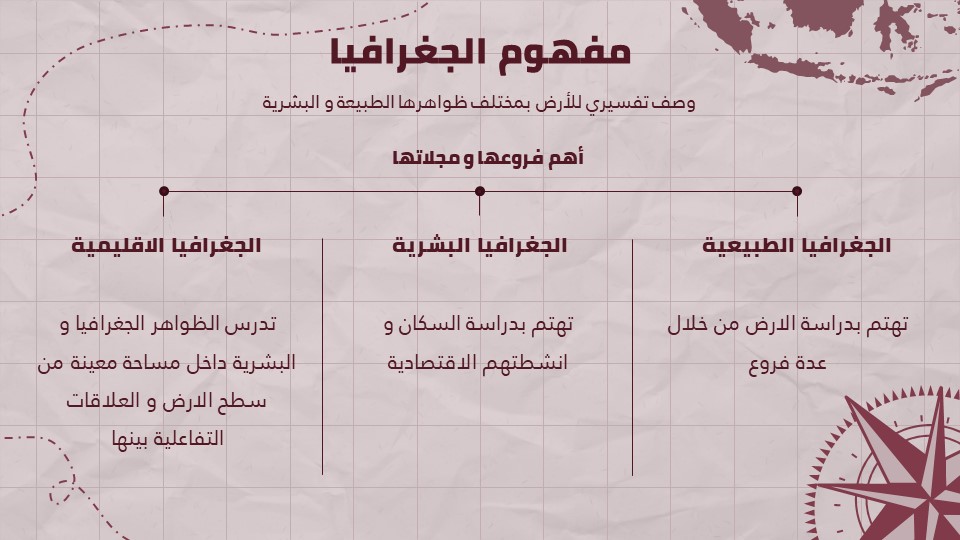 مفهوم الجغرافيا
وصف تفسيري للأرض بمختلف ظواهرها الطبيعة و البشرية
أهم فروعها و مجلاتها
الجغرافيا الطبيعية
تهتم بدراسة الارض من خلال
عدة فروع
الجغرافيا البشرية
تهتم بدراسة السكان و
انشطتهم الاقتصادية
الجغرافيا الاقليمية
تدرس الظواهر الجغرافيا و
البشرية داخل مساحة معينة من
سطح الارض و العلاقات
التفاعلية بينها